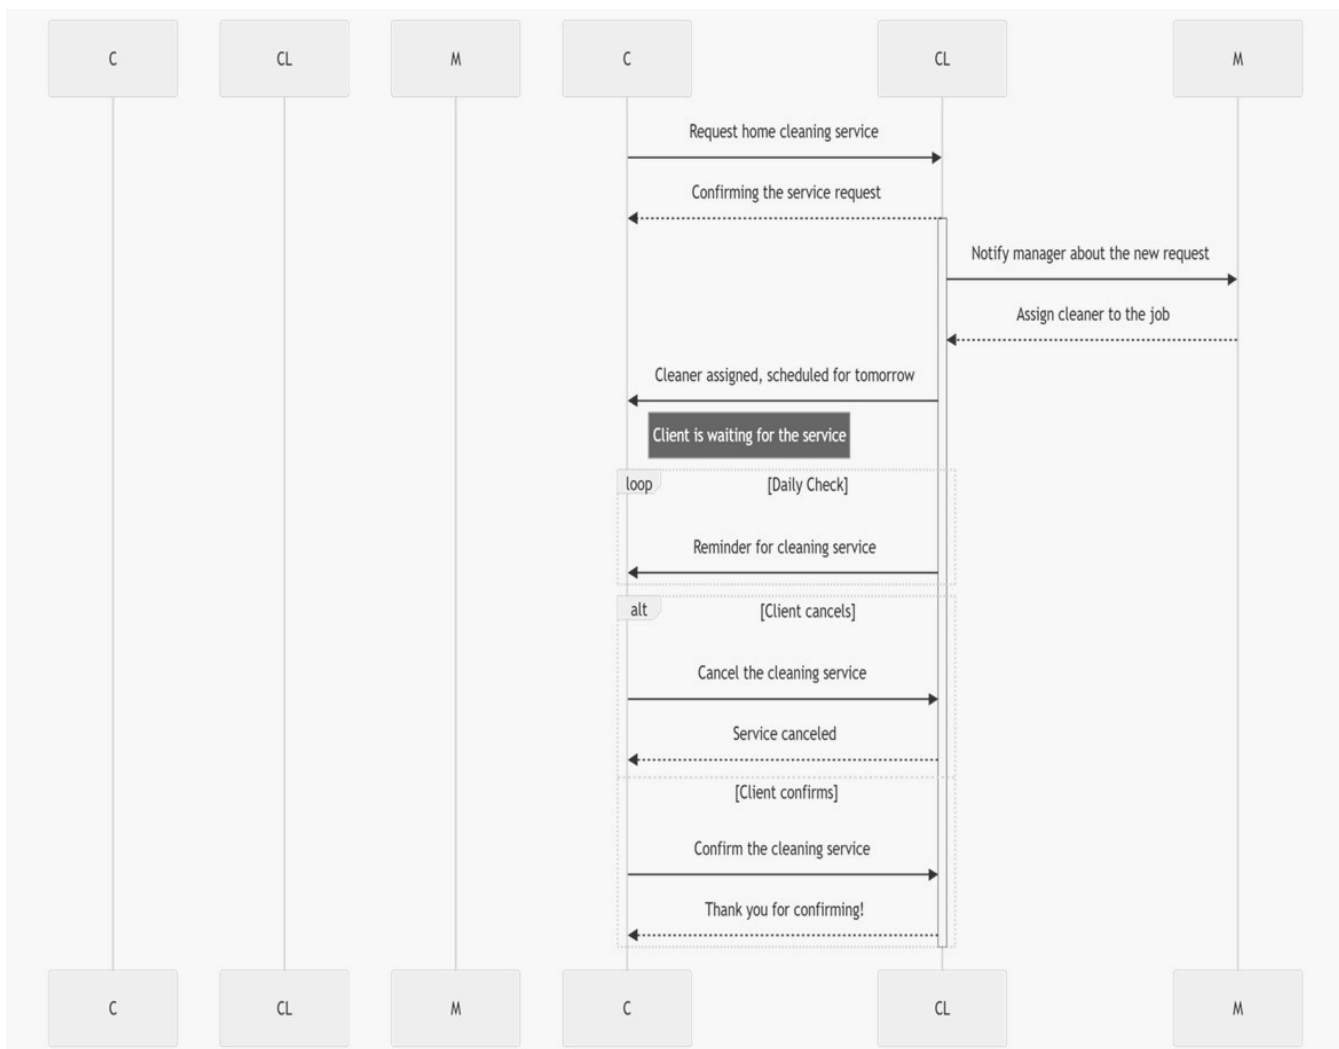 C
CL
M
C
CL
M
Request home cleaning service
Confirming the service request
Notify manager about the new request
Assign cleaner to the job
Cleaner assigned, scheduled for tomorrow
Client is waiting for the service
loop
[Daily Check]
Reminder for cleaning service
alt
[Client cancels]
Cancel the cleaning service
Service canceled
[Client confirms]
Confirm the cleaning service
Thank you for confirming!
C
CL
M
C
CL
M